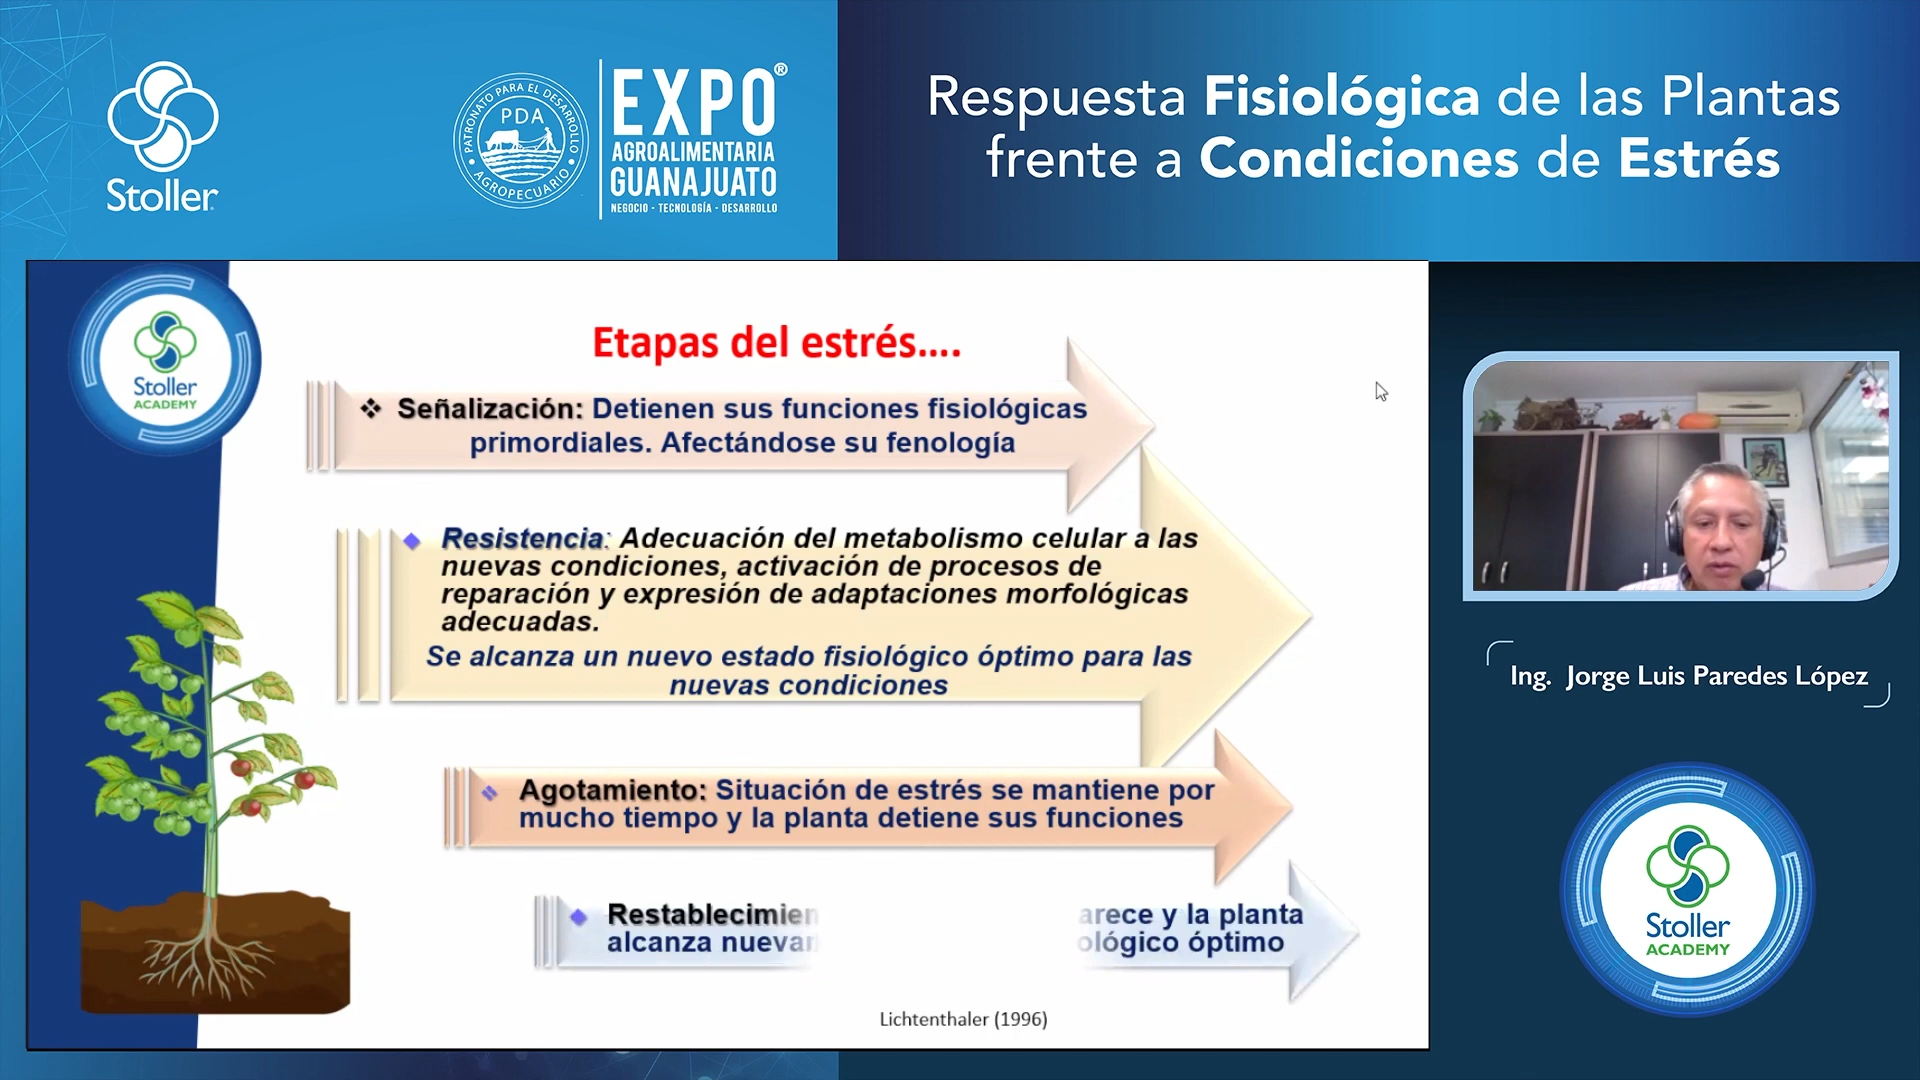 Stoller
PATRONATO PARA EL DESARROLLO
PDA
AGROPECUARIO
EXPO®
AGROALIMENTARIA
GUANAJUATO
NEGOCIO - TECNOLOGÍA - DESARROLLO
Respuesta Fisiológica de las Plantas
frente a Condiciones de Estrés
Stoller
ACADEMY
Etapas del estrés....
Señalización: Detienen sus funciones fisiológicas
primordiales. Afectándose su fenología
Resistencia: Adecuación del metabolismo celular a las
nuevas condiciones, activación de procesos de
reparación y expresión de adaptaciones morfológicas
adecuadas.
Se alcanza un nuevo estado fisiológico óptimo para las
nuevas condiciones
Agotamiento: Situación de estrés se mantiene por
mucho tiempo y la planta detiene sus funciones
y la planta
alcanza óptimo
Lichtenthaler (1996)
Ing. Jorge Luis Paredes López
Stoller
ACADEMY